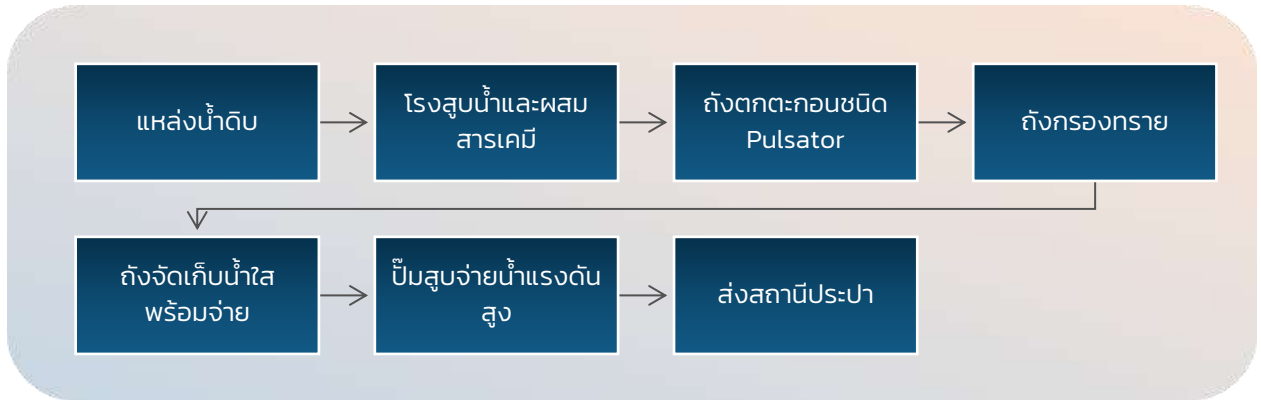 แหล่งน้ำดิบ
โรงสูบน้ำและผสม
สารเคมี
ถังตกตะกอนชนิด
Pulsator
ถังกรองทราย
ถังจัดเก็บน้ำใส
พร้อมจ่าย
ปั๊มสูบจ่ายน้ำแรงดัน
สูง
ส่งสถานีประปา